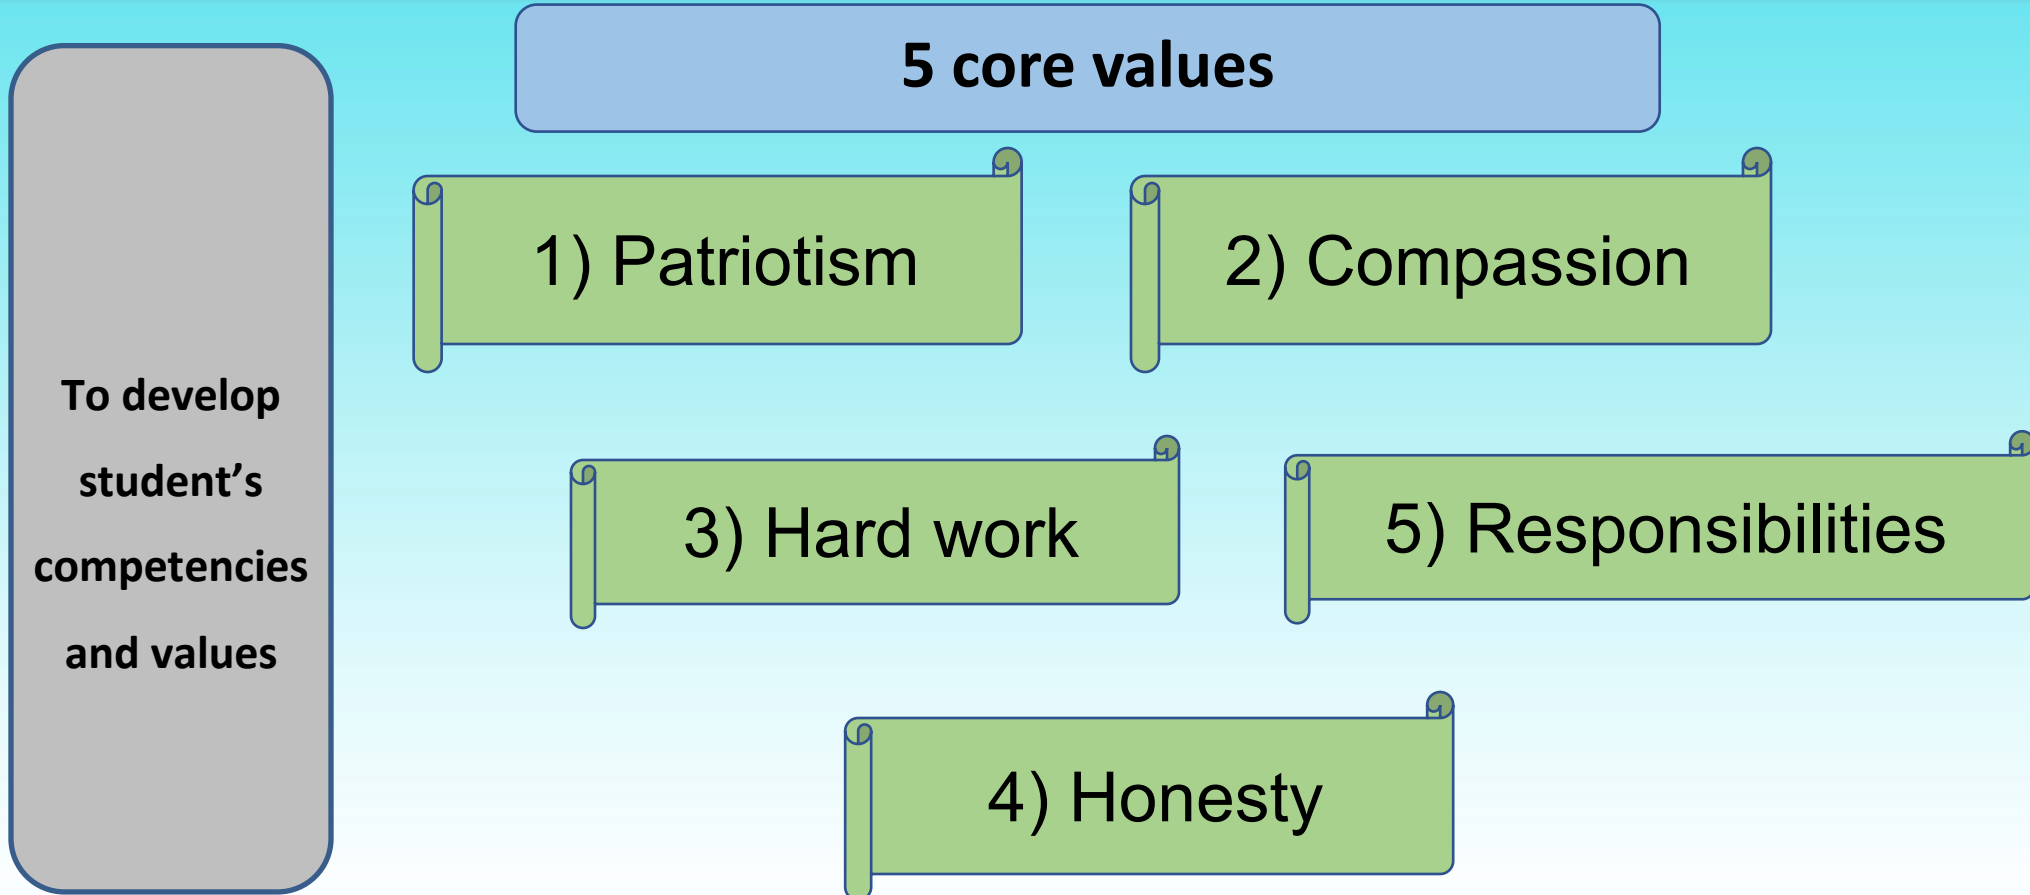 5 core values
To develop
student’s
competencies
and values
1) Patriotism
2) Compassion
3) Hard work
5) Responsibilities
4) Honesty